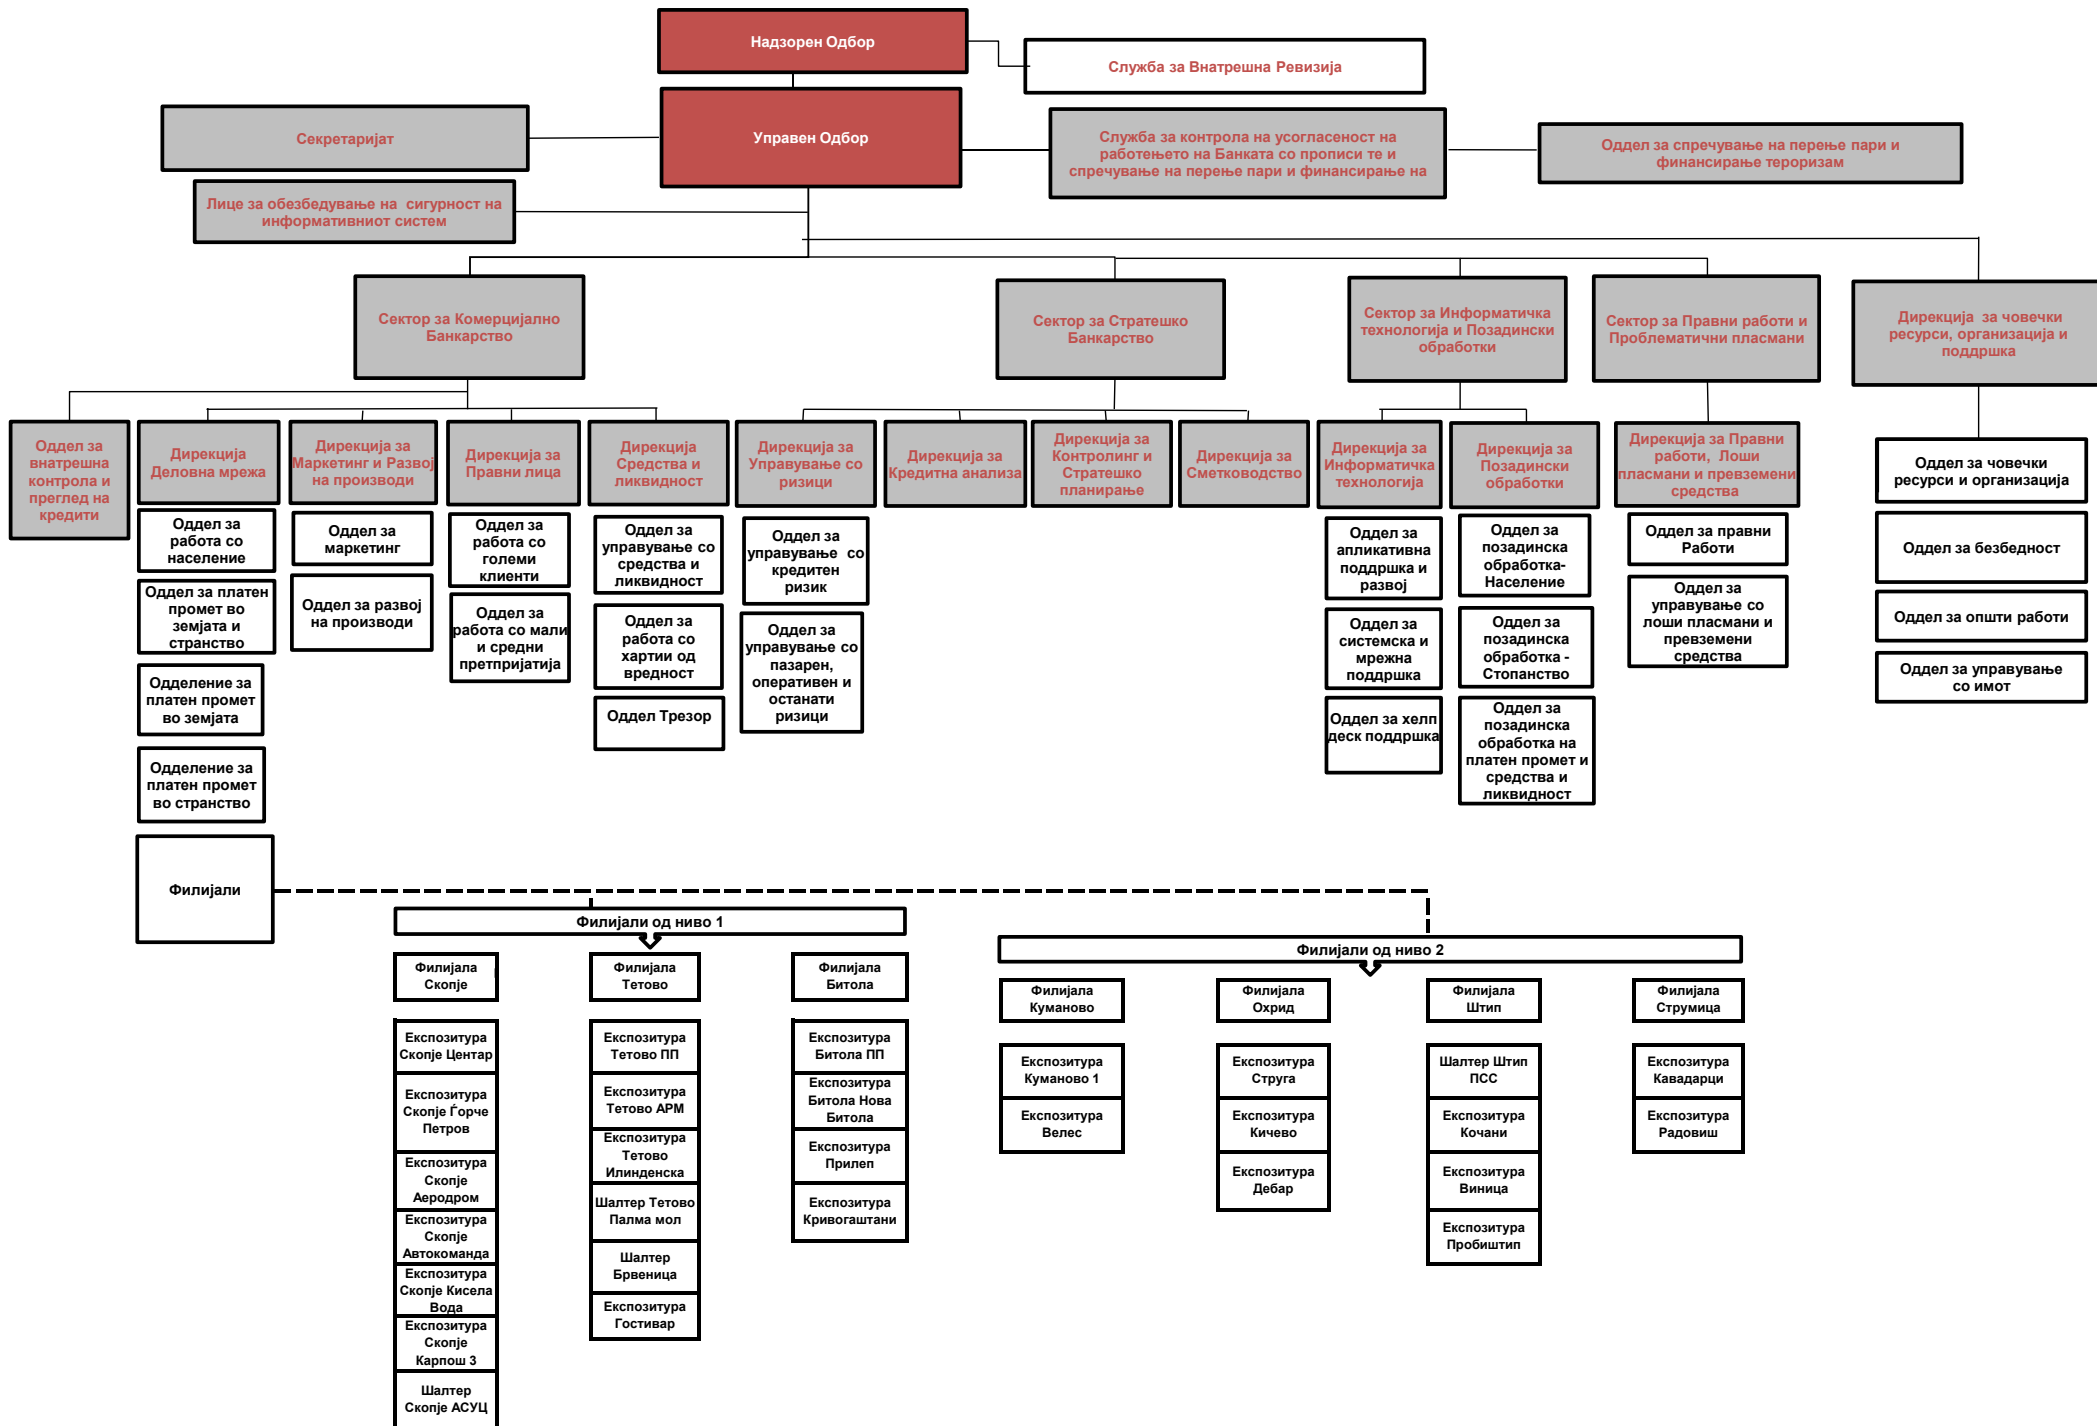 Надзорен Одбор
Служба за Внатрешна Ревизија
Секретаријат
Управен Одбор
Служба за контрола на усогласеност на
работењето на Банката со прописи те и
спречување на перење пари и финансирање на
Оддел за спречување на перење пари и
финансирање тероризам
Лице за обезбедување на сигурност на
информативниот систем
Сектор за Комерцијално
Банкарство
Сектор за Стратешко
Банкарство
Сектор за Информатичка
технологија и Позадински
обработки
Сектор за Правни работи и
Проблематични пласмани
Дирекција за човечки
ресурси, организација и
поддршка
Оддел за
внатрешна
контрола и
преглед на
кредити
Дирекција
Деловна мрежа
Дирекција за
Маркетинг и Развој
на производи
Дирекција за
Правни лица
Дирекција
Средства и
ликвидност
Дирекција за
Управување со
ризици
Дирекција за
Кредитна анализа
Дирекција за
Контролинг и
Стратешко
планирање
Дирекција за
Сметководство
Дирекција за
Информатичка
технологија
Дирекција за
Позадински
обработки
Дирекција за Правни
работи, Лоши
пласмани и превземени
средства
Оддел за човечки
ресурси и организација
Оддел за безбедност
Оддел за општи работи
Оддел за управување
со имот
Оддел за
работа со
население
Оддел за платен
промет во
земјата и
странство
Одделение за
платен промет
во земјата
Одделение за
платен промет
во странство
Филијали
Оддел за
маркетинг
Оддел за развој
на производи
Оддел за
работа со
големи
клиенти
Оддел за
работа со мали
и средни
претпријатија
Оддел за
управување со
средства и
ликвидност
Оддел за
работа со
хартии од
вредност
Оддел Трезор
Оддел за
управување со
кредитен
ризик
Оддел за
управување со
пазарен,
оперативен и
останати
ризици
Оддел за
апликативна
поддршка и
развој
Оддел за
системска и
мрежна
поддршка
Оддел за хелп
деск поддршка
Оддел за
позадинска
обработка-
Население
Оддел за
позадинска
обработка -
Стопанство
Оддел за
позадинска
обработка на
платен промет и
средства и
ликвидност
Оддел за правни
Работи
Оддел за
управување со
лоши пласмани и
превземени
средства
Филијали од ниво 1
Филијала
Скопје
Експозитура
Скопје Центар
Експозитура
Скопје Ѓорче
Петров
Експозитура
Скопје
Аеродром
Експозитура
Скопје
Автокоманда
Експозитура
Скопје Кисела
Вода
Експозитура
Скопје
Карпош 3
Шалтер
Скопје АСУЦ
Филијала
Тетово
Експозитура
Тетово ПП
Експозитура
Тетово АРМ
Експозитура
Тетово
Илинденска
Шалтер Тетово
Палма мол
Шалтер
Брвеница
Експозитура
Гостивар
Филијала
Битола
Експозитура
Битола ПП
Експозитура
Битола Нова
Битола
Експозитура
Прилеп
Експозитура
Кривогаштани
Филијали од ниво 2
Филијала
Куманово
Експозитура
Куманово 1
Експозитура
Велес
Филијала
Охрид
Експозитура
Струга
Експозитура
Кичево
Експозитура
Дебар
Филијала
Штип
Шалтер Штип
ПСС
Експозитура
Кочани
Експозитура
Виница
Експозитура
Пробиштип
Филијала
Струмица
Експозитура
Кавадарци
Експозитура
Радовиш